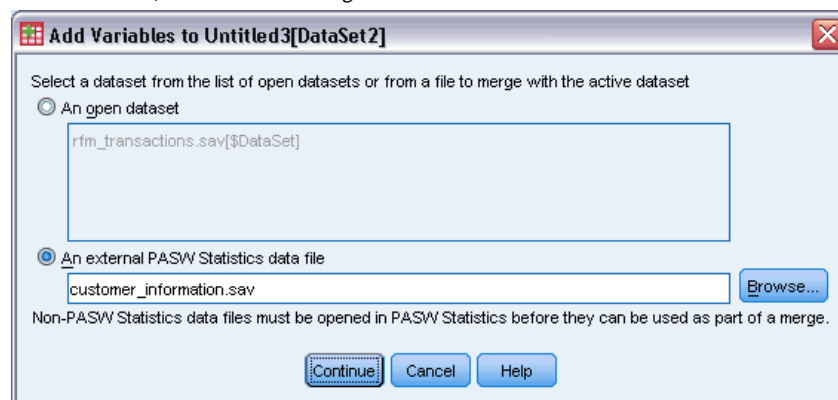 Add Variables to Untitled3[DataSet2]
Select a dataset from the list of open datasets or from a file to merge with the active dataset
An open dataset
rfm_transactions.sav[$DataSet]
An external PASW Statistics data file
customer_information.sav
Browse...
Non-PASW Statistics data files must be opened in PASW Statistics before they can be used as part of a merge.
Continue Cancel Help